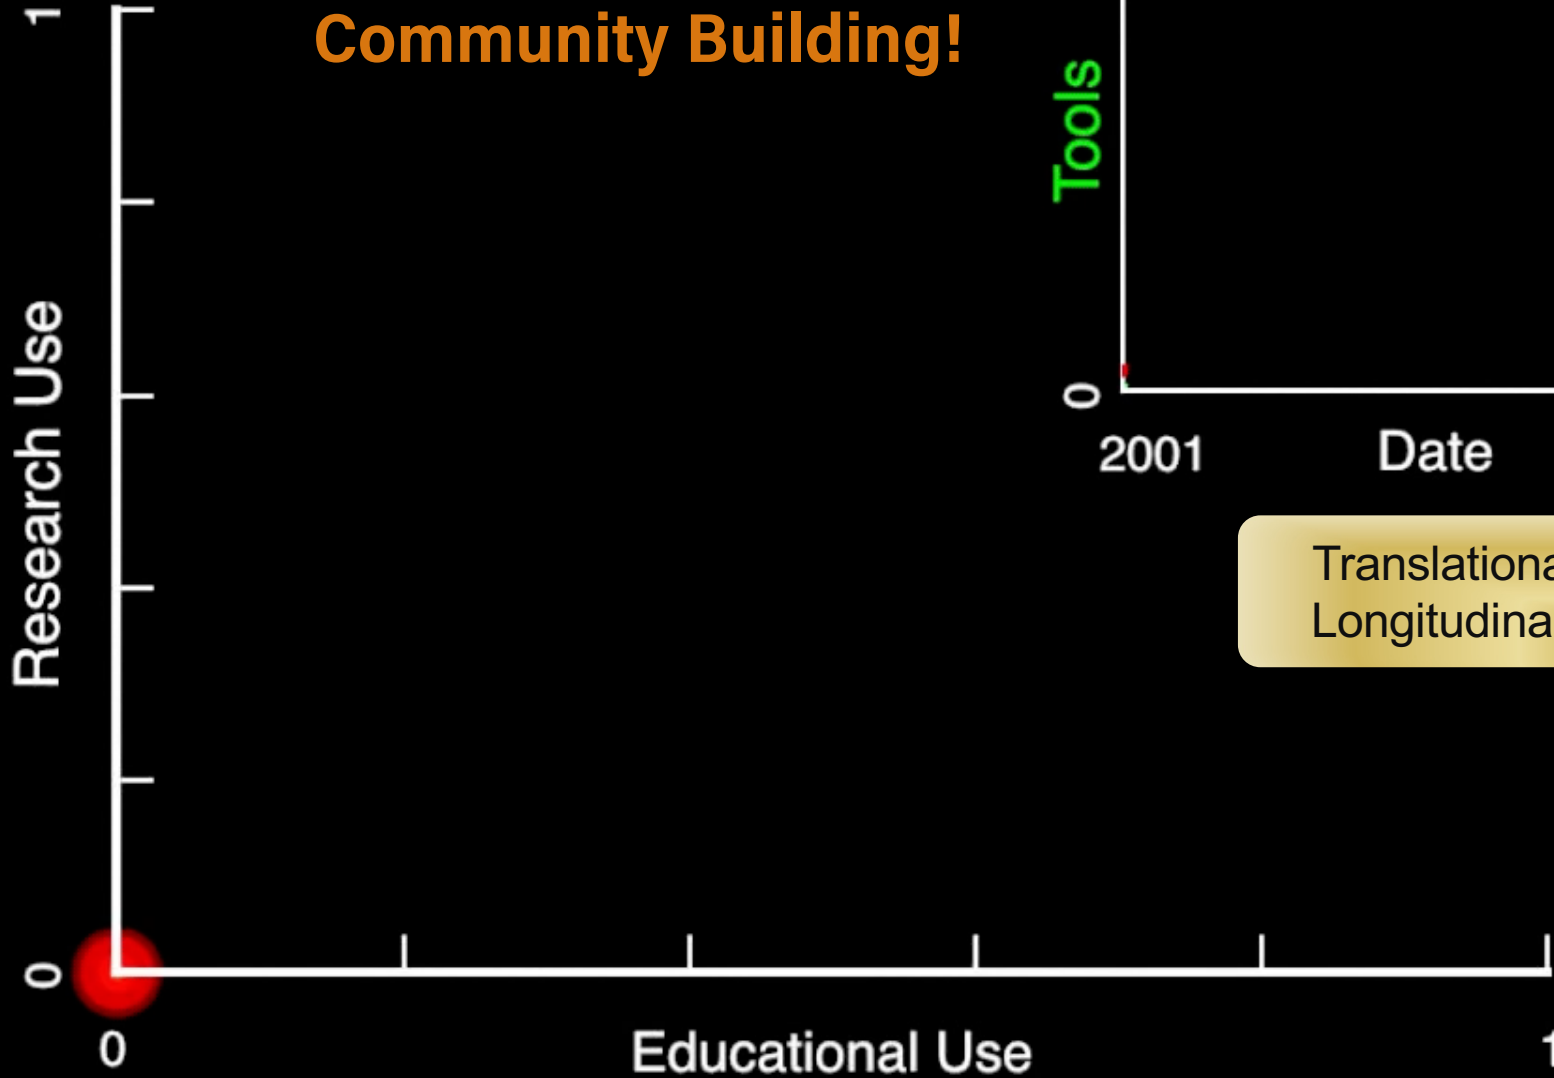 Community Building!
1
Research Use
0
0
Educational Use
Tools
0
2001
Date